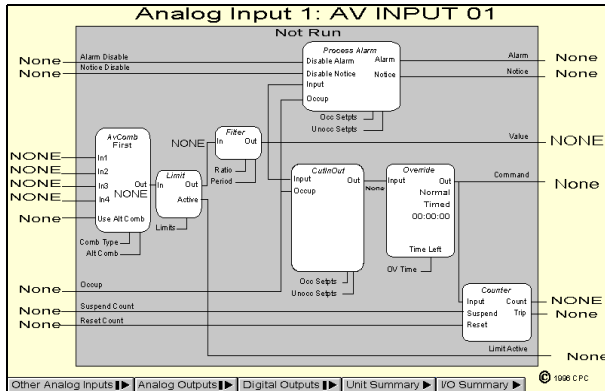 Analog Input 1: AV INPUT 01
Not Run
None Alarm Disable
None Notice Disable
Process Alarm
Disable Alarm Alarm
Disable Notice Notice
Input
Occup
Occ Setpts
Unocc Setpts
Alarm None
Notice None
AvComb
First
NONE In1
NONE In2
NONE In3 Out
NONE In4 NONE
None Use Alt Comb
Comb Type
Alt Comb
Limit
In Out
Active
Limits
NONE
Filter
In Out
Ratio
Period
Value NONE
CutInOut
Input Out
Occup
Occ Setpts
Unocc Setpts
None
Override
Input Out
Normal
Timed
00:00:00
Time Left
OV Time
Command None
None Occup
None Suspend Count
None Reset Count
Counter
Input Count
Suspend Trip
Reset
NONE
None
Limit Active None
© 1996 CPC
Other Analog Inputs Analog Outputs Digital Outputs Unit Summary I/O Summary